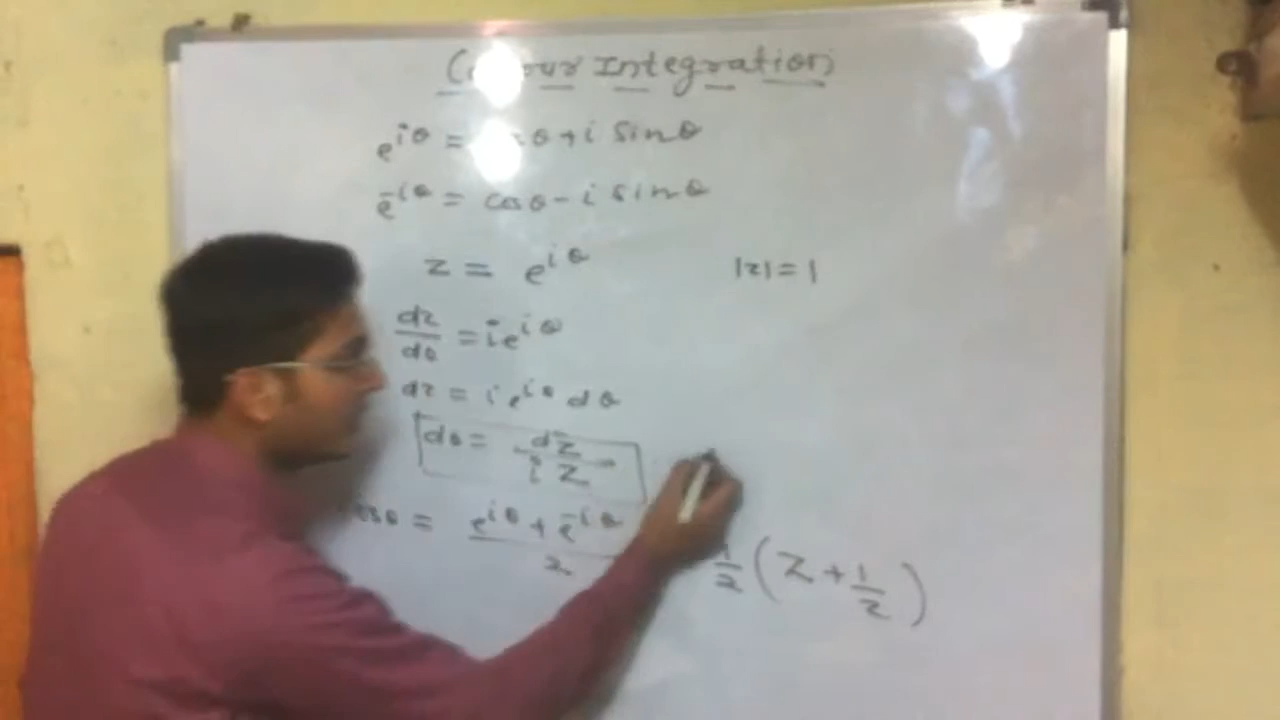 Integration
e^{iθ} = θ + i sinθ
e^{-iθ} = cosθ - i sinθ
z = e^{iθ} |z| = 1
dz/dθ = ie^{iθ}
dz = i e^{iθ} dθ
dθ = dz/iz
= (e^{iθ} + e^{-iθ})/2 1/2 (z + 1/z)